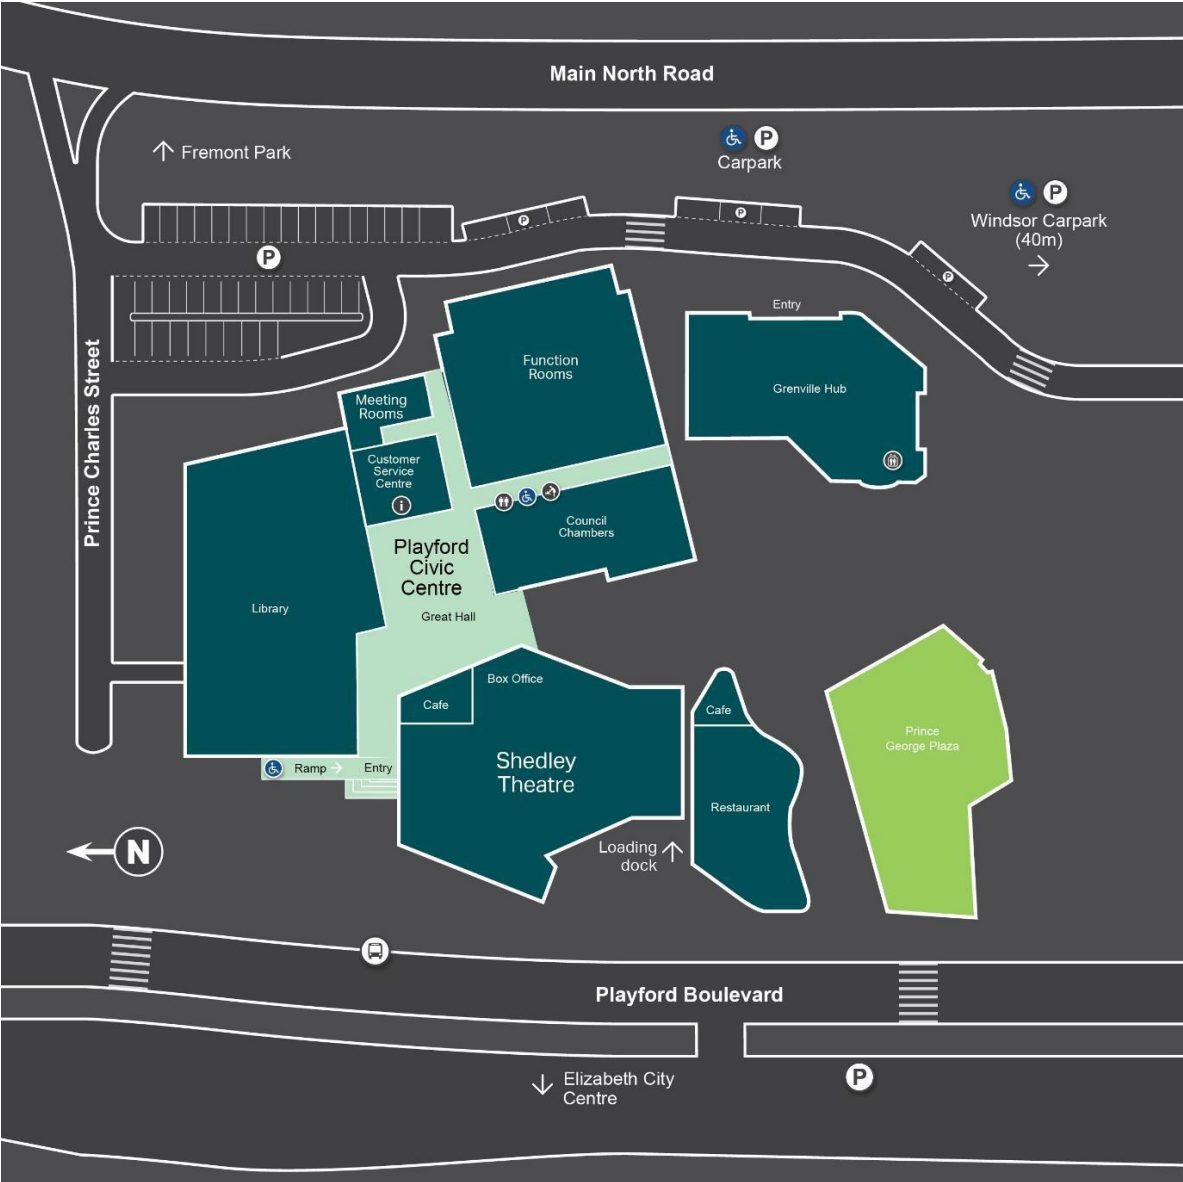 Main North Road
Fremont Park
P
Carpark
P
Windsor Carpark
(40m)
P
P
P
P
Entry
Function
Rooms
Grenville Hub
Prince Charles Street
Meeting
Rooms
Customer
Service
Centre
i
Council
Chambers
Playford
Civic
Centre
Library
Great Hall
Box Office
Cafe
Cafe
Prince
George Plaza
Shedley
Theatre
Ramp
Entry
Restaurant
N
Loading
dock
Playford Boulevard
Elizabeth City
Centre
P